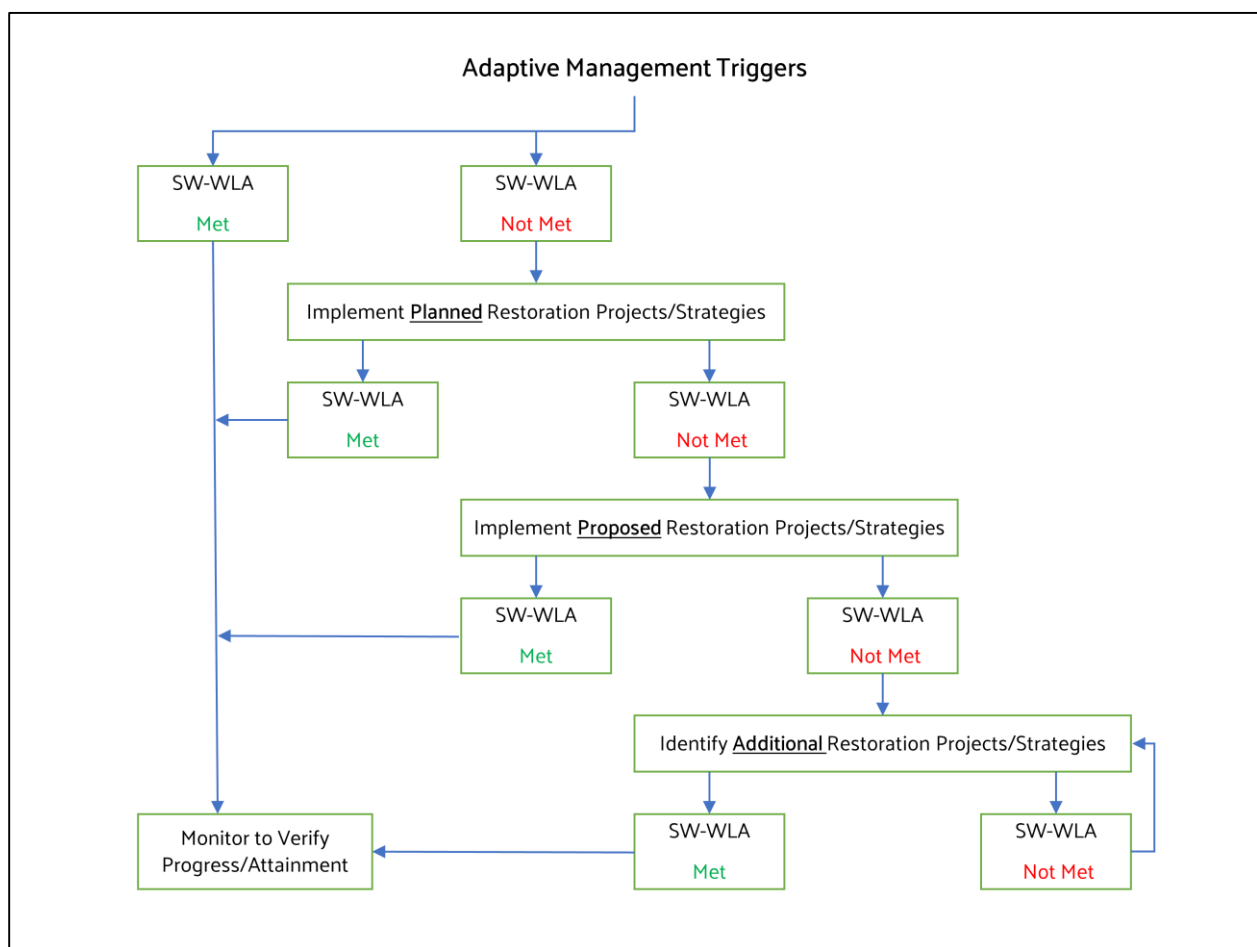 Adaptive Management Triggers
SW-WLA
Met
SW-WLA
Not Met
Implement Planned Restoration Projects/Strategies
SW-WLA
Met
SW-WLA
Not Met
Implement Proposed Restoration Projects/Strategies
SW-WLA
Met
SW-WLA
Not Met
Identify Additional Restoration Projects/Strategies
Monitor to Verify
Progress/Attainment
SW-WLA
Met
SW-WLA
Not Met